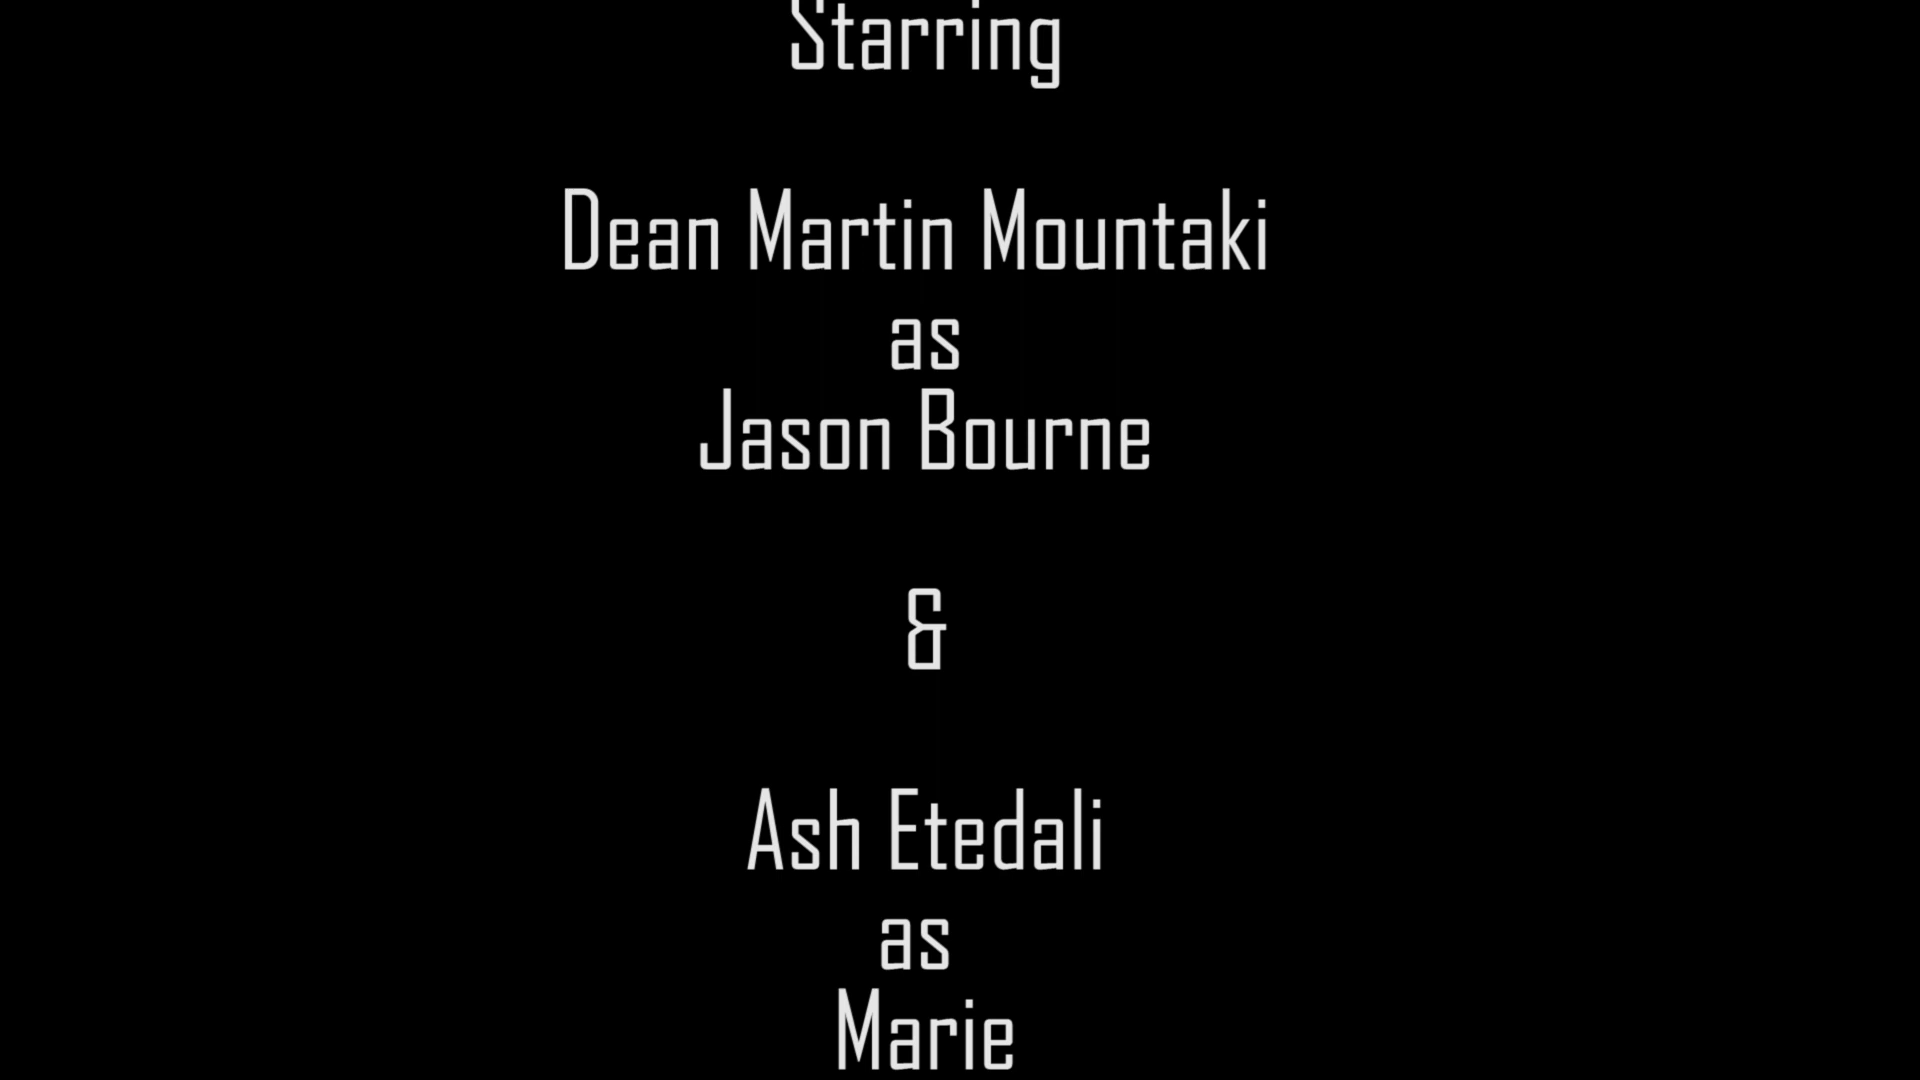 Starring
Dean Martin Mountaki
as
Jason Bourne
&
Ash Etedali
as
Marie